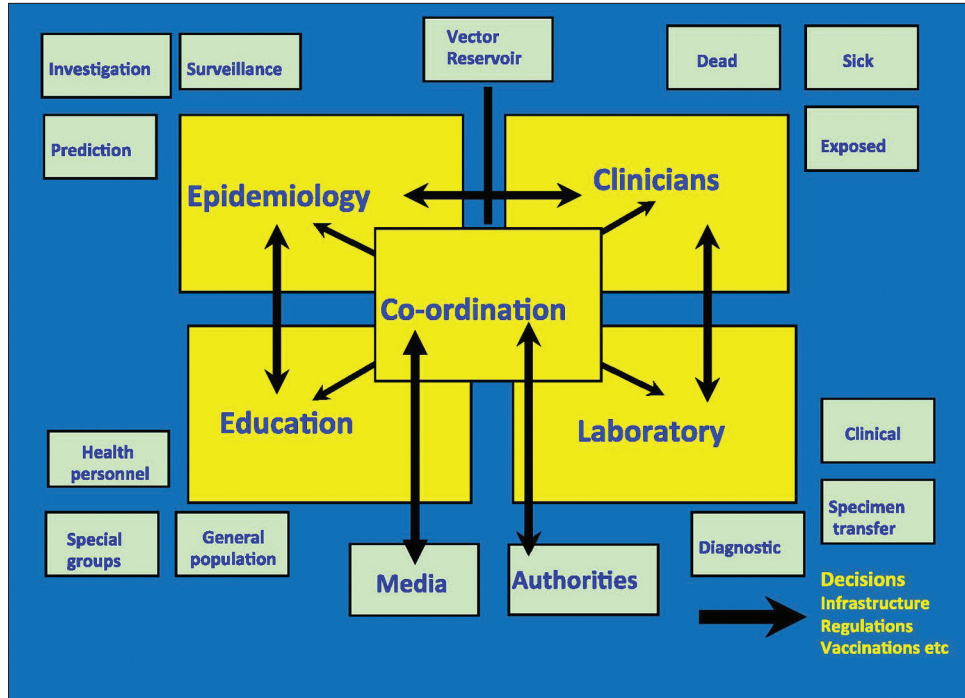 Vector
Reservoir
Investigation
Surveillance
Dead
Sick
Prediction
Exposed
Epidemiology
Clinicians
Co-ordination
Education
Laboratory
Health
personnel
Special
groups
General
population
Media
Authorities
Clinical
Specimen
transfer
Diagnostic
Decisions
Infrastructure
Regulations
Vaccinations etc